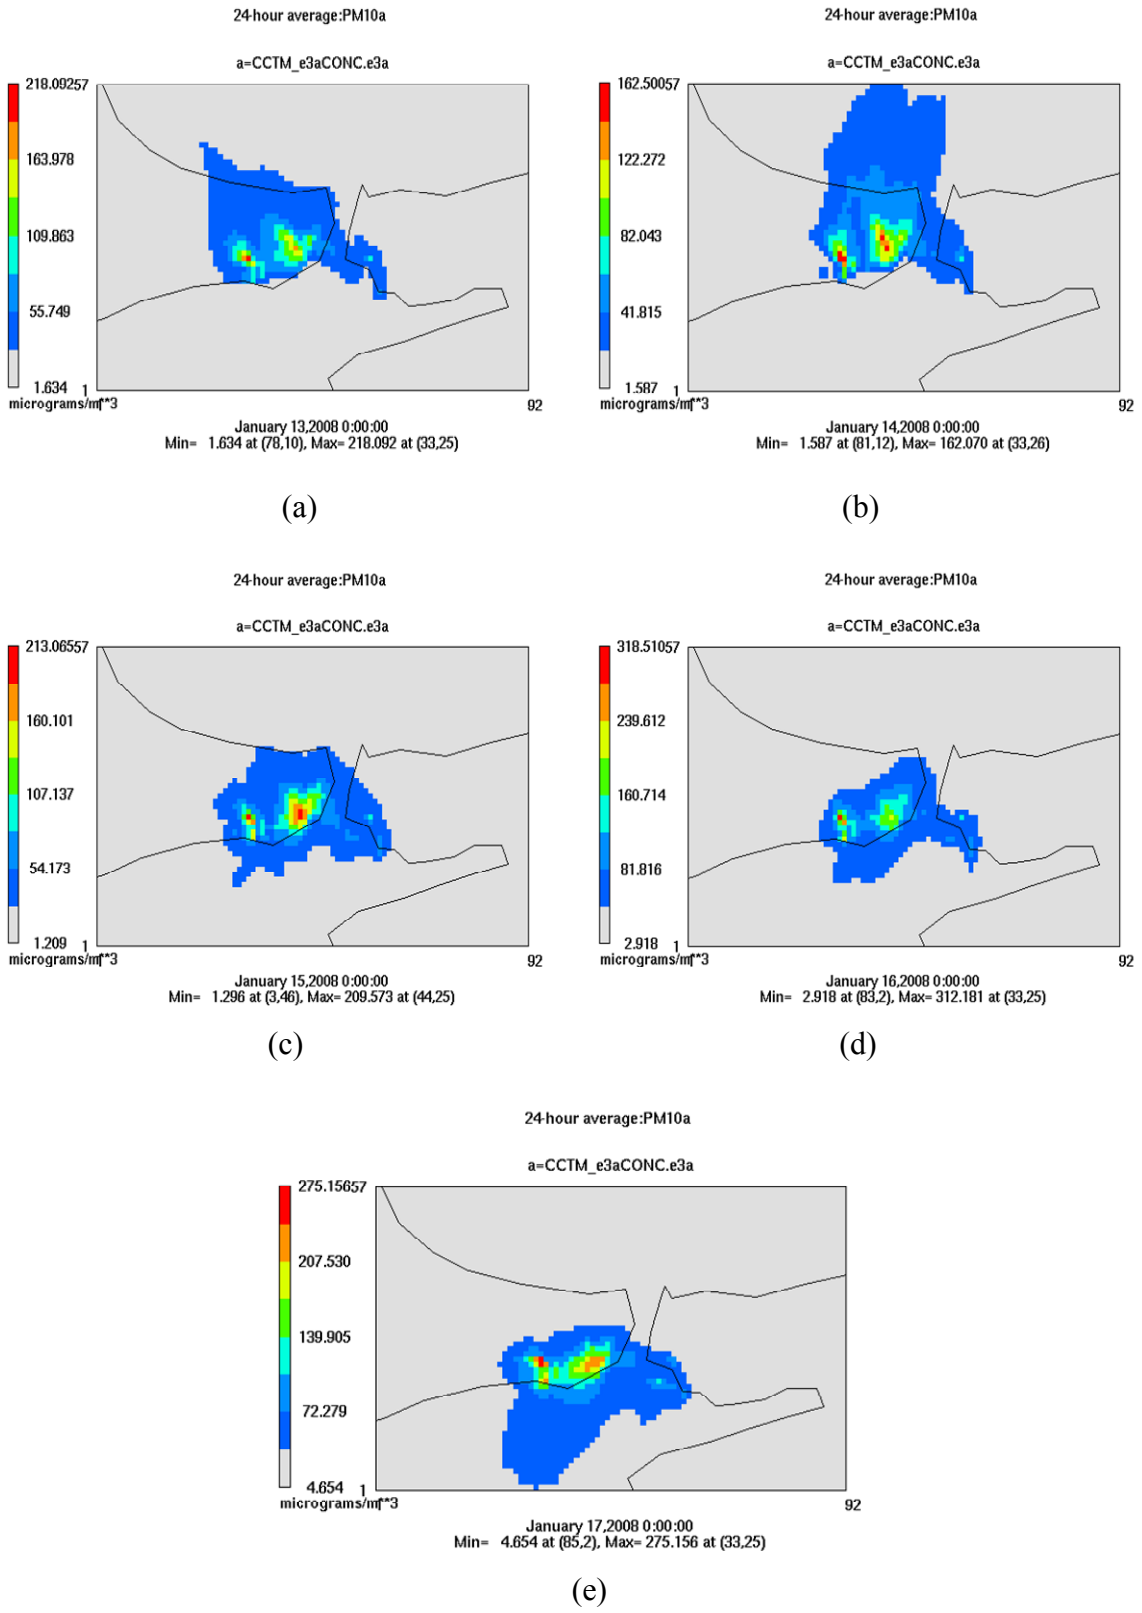 24-hour average:PM10a
a=CCTM_e3aCONC.e3a
218.09257
163.978
109.863
55.749
1.634
1
92
micrograms/m**3
January 13,2008 0:00:00
Min= 1.634 at (78,10), Max= 218.092 at (33,25)
(a)
24-hour average:PM10a
a=CCTM_e3aCONC.e3a
162.50057
122.272
82.043
41.815
1.587
1
92
micrograms/m**3
January 14,2008 0:00:00
Min= 1.587 at (81,12), Max= 162.070 at (33,26)
(b)
24-hour average:PM10a
a=CCTM_e3aCONC.e3a
213.06557
160.101
107.137
54.173
1.209
1
92
micrograms/m**3
January 15,2008 0:00:00
Min= 1.296 at (3,46), Max= 209.573 at (44,25)
(c)
24-hour average:PM10a
a=CCTM_e3aCONC.e3a
318.51057
239.612
160.714
81.816
2.918
1
92
micrograms/m**3
January 16,2008 0:00:00
Min= 2.918 at (83,2), Max= 312.181 at (33,25)
(d)
24-hour average:PM10a
a=CCTM_e3aCONC.e3a
275.15657
207.530
139.905
72.279
4.654
1
92
micrograms/m**3
January 17,2008 0:00:00
Min= 4.654 at (85,2), Max= 275.156 at (33,25)
(e)